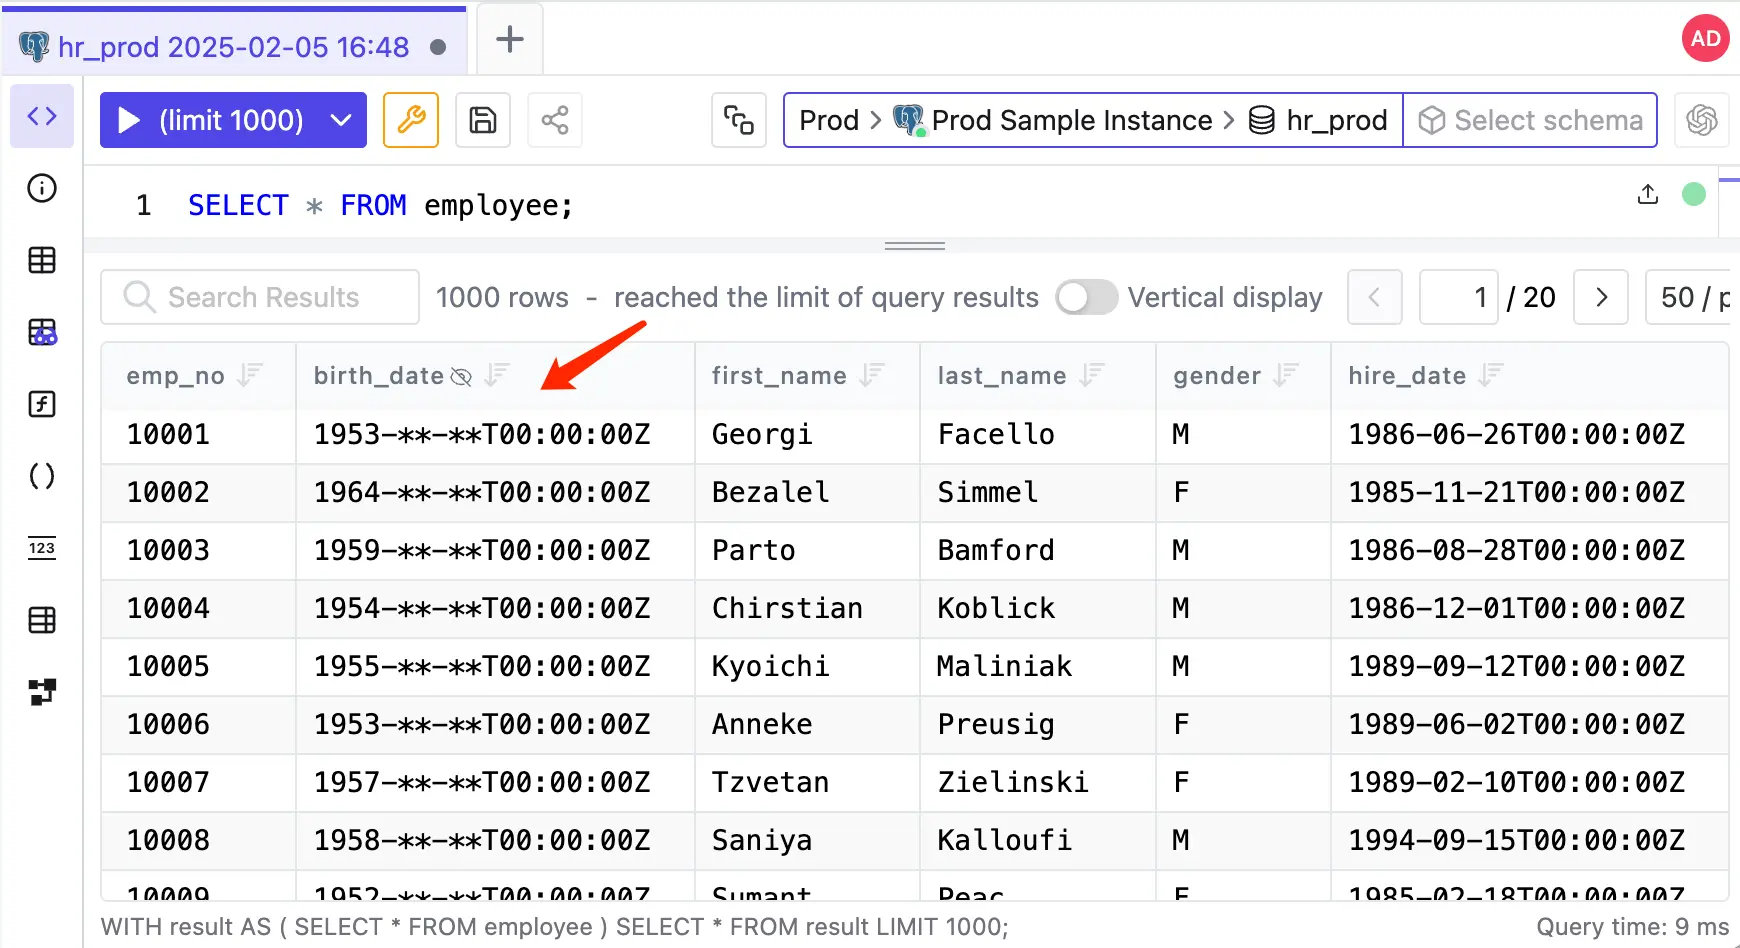 hr_prod 2025-02-05 16:48
AD
(limit 1000)
Prod > Prod Sample Instance > hr_prod Select schema
1 SELECT * FROM employee;
Search Results 1000 rows - reached the limit of query results Vertical display 1 / 20 50 / p
emp_no birth_date first_name last_name gender hire_date
10001 1953-**-**T00:00:00Z Georgi Facello M 1986-06-26T00:00:00Z
10002 1964-**-**T00:00:00Z Bezalel Simmel F 1985-11-21T00:00:00Z
10003 1959-**-**T00:00:00Z Parto Bamford M 1986-08-28T00:00:00Z
10004 1954-**-**T00:00:00Z Chirstian Koblick M 1986-12-01T00:00:00Z
10005 1955-**-**T00:00:00Z Kyoichi Maliniak M 1989-09-12T00:00:00Z
10006 1953-**-**T00:00:00Z Anneke Preusig F 1989-06-02T00:00:00Z
10007 1957-**-**T00:00:00Z Tzvetan Zielinski F 1989-02-10T00:00:00Z
10008 1958-**-**T00:00:00Z Saniya Kalloufi M 1994-09-15T00:00:00Z
10009 1952-**-**T00:00:00Z Sumant Peac F 1985-02-18T00:00:00Z
123
WITH result AS ( SELECT * FROM employee ) SELECT * FROM result LIMIT 1000; Query time: 9 ms